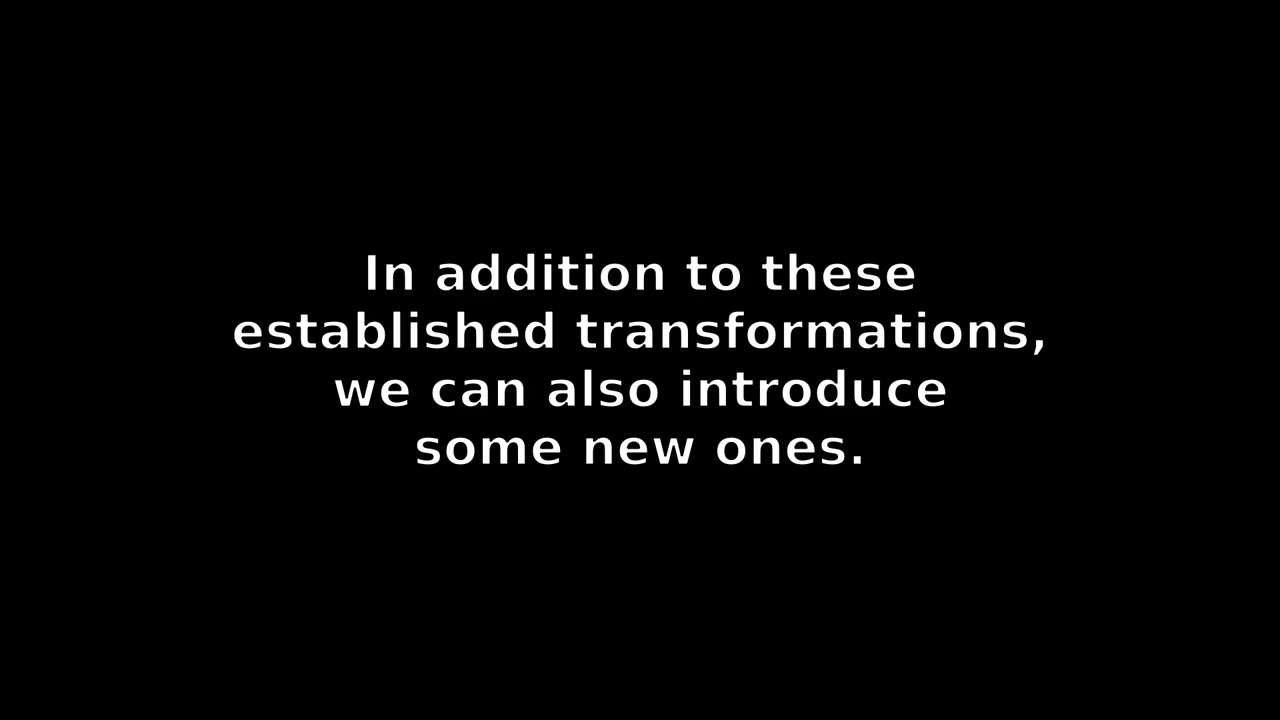 In addition to these
established transformations,
we can also introduce
some new ones.